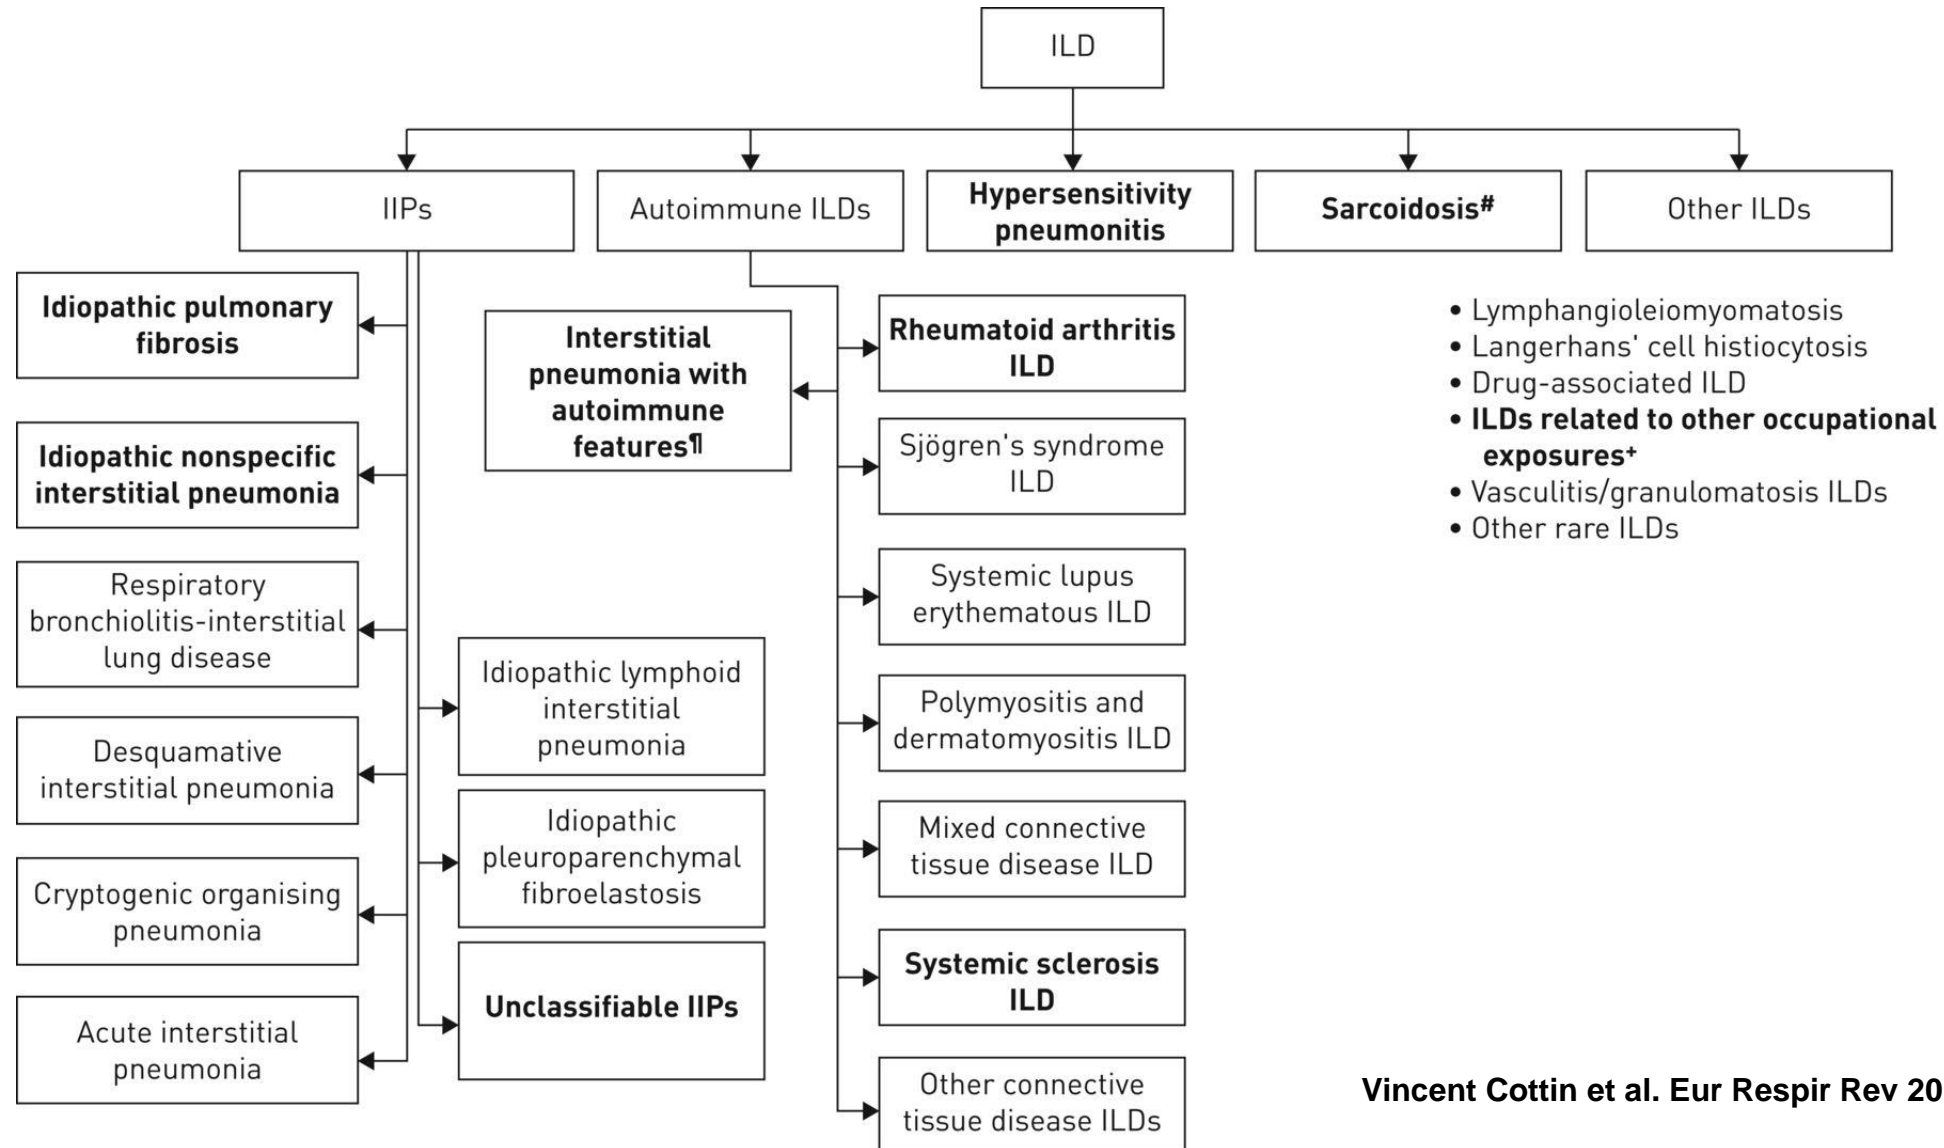 ILD
IIPs
Autoimmune ILDs
Hypersensitivity
pneumonitis
Sarcoidosis#
Other ILDs
Idiopathic pulmonary
fibrosis
Idiopathic nonspecific
interstitial pneumonia
Respiratory
bronchiolitis-interstitial
lung disease
Desquamative
interstitial pneumonia
Cryptogenic organising
pneumonia
Acute interstitial
pneumonia
Idiopathic lymphoid
interstitial
pneumonia
Idiopathic
pleuroparenchymal
fibroelastosis
Unclassifiable IIPs
Interstitial
pneumonia with
autoimmune
features¶
Rheumatoid arthritis
ILD
Sjögren's syndrome
ILD
Systemic lupus
erythematous ILD
Polymyositis and
dermatomyositis ILD
Mixed connective
tissue disease ILD
Systemic sclerosis
ILD
Other connective
tissue disease ILDs
• Lymphangioleiomyomatosis
• Langerhans' cell histiocytosis
• Drug-associated ILD
• ILDs related to other occupational
exposures+
• Vasculitis/granulomatosis ILDs
• Other rare ILDs
Vincent Cottin et al. Eur Respir Rev 20